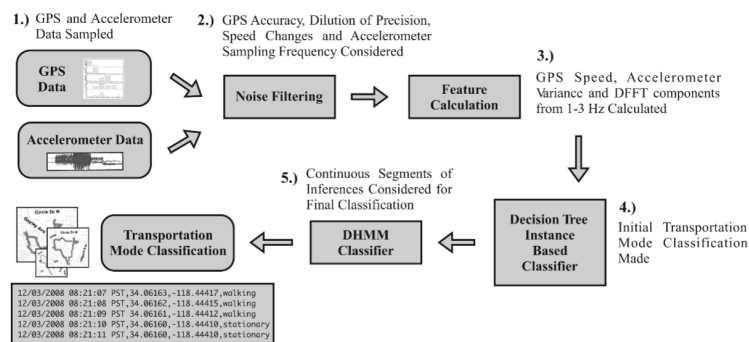 1.) GPS and Accelerometer
Data Sampled
2.) GPS Accuracy, Dilution of Precision,
Speed Changes and Accelerometer
Sampling Frequency Considered
3.)
GPS Speed, Accelerometer
Variance and DFFT components
from 1-3 Hz Calculated
GPS
Data
Accelerometer Data
Noise Filtering
Feature
Calculation
4.)
Initial Transportation
Mode Classification
Made
Decision Tree
Instance
Based
Classifier
5.) Continuous Segments of
Inferences Considered for
Final Classification
DHMM
Classifier
Transportation
Mode Classification
Circle Dr N
Circle Dr N
12/03/2008 08:21:07 PST,34.06163,-118.44417,walking
12/03/2008 08:21:08 PST,34.06162,-118.44415,walking
12/03/2008 08:21:09 PST,34.06161,-118.44412,walking
12/03/2008 08:21:10 PST,34.06160,-118.44410,stationary
12/03/2008 08:21:11 PST,34.06160,-118.44410,stationary